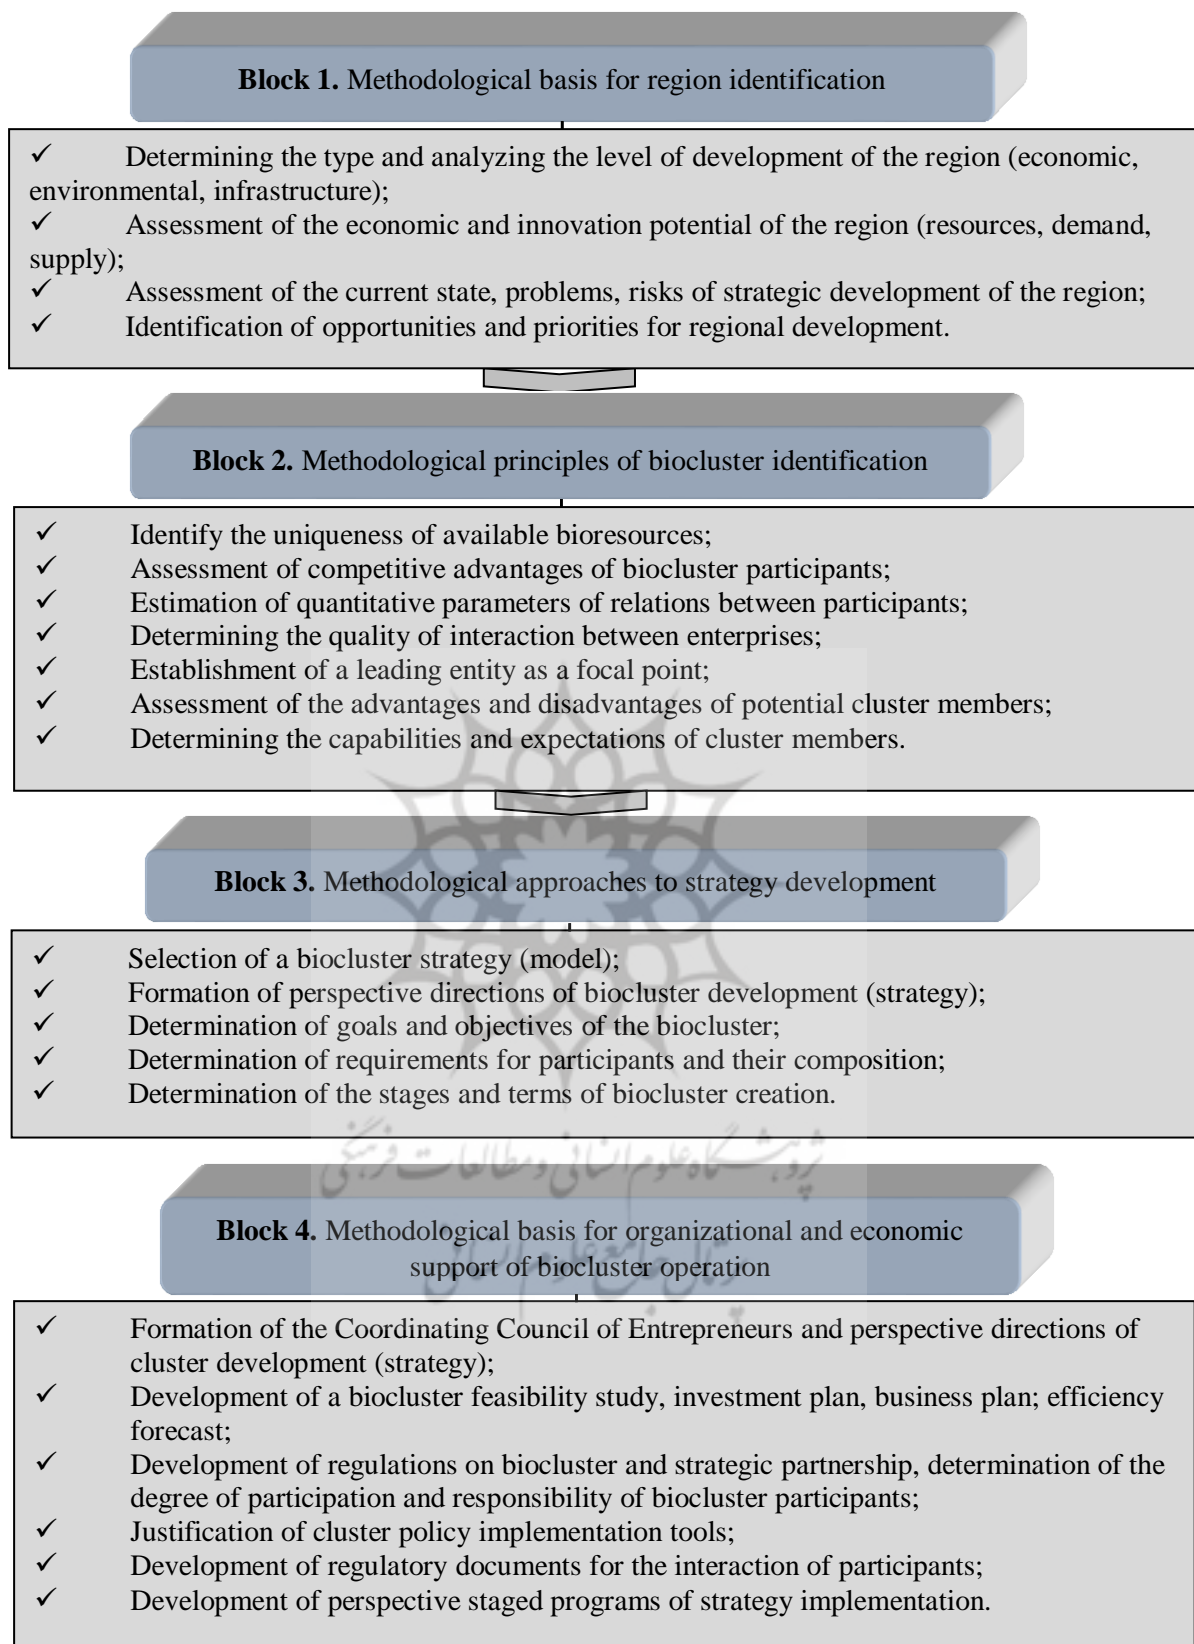 Block 1. Methodological basis for region identification
✓ Determining the type and analyzing the level of development of the region (economic,
environmental, infrastructure);
✓ Assessment of the economic and innovation potential of the region (resources, demand,
supply);
✓ Assessment of the current state, problems, risks of strategic development of the region;
✓ Identification of opportunities and priorities for regional development.
Block 2. Methodological principles of biocluster identification
✓ Identify the uniqueness of available bioresources;
✓ Assessment of competitive advantages of biocluster participants;
✓ Estimation of quantitative parameters of relations between participants;
✓ Determining the quality of interaction between enterprises;
✓ Establishment of a leading entity as a focal point;
✓ Assessment of the advantages and disadvantages of potential cluster members;
✓ Determining the capabilities and expectations of cluster members.
Block 3. Methodological approaches to strategy development
✓ Selection of a biocluster strategy (model);
✓ Formation of perspective directions of biocluster development (strategy);
✓ Determination of goals and objectives of the biocluster;
✓ Determination of requirements for participants and their composition;
✓ Determination of the stages and terms of biocluster creation.
پژوهشگاه علوم انسانی و مطالعات فرهنگی
Block 4. Methodological basis for organizational and economic
support of biocluster operation
پرتال جامع علوم انسانی
✓ Formation of the Coordinating Council of Entrepreneurs and perspective directions of
cluster development (strategy);
✓ Development of a biocluster feasibility study, investment plan, business plan; efficiency
forecast;
✓ Development of regulations on biocluster and strategic partnership, determination of the
degree of participation and responsibility of biocluster participants;
✓ Justification of cluster policy implementation tools;
✓ Development of regulatory documents for the interaction of participants;
✓ Development of perspective staged programs of strategy implementation.